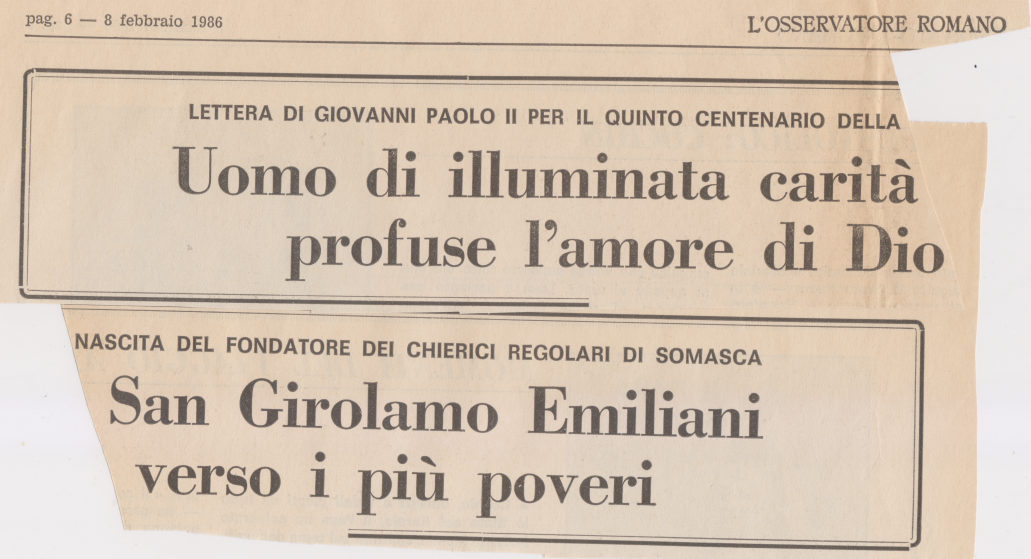 pag. 6 — 8 febbraio 1986
L'OSSERVATORE ROMANO
LETTERA DI GIOVANNI PAOLO II PER IL QUINTO CENTENARIO DELLA
Uomo di illuminata carità
profuse l'amore di Dio
NASCITA DEL FONDATORE DEI CHIERICI REGOLARI DI SOMASCA
San Girolamo Emiliani
verso i più poveri